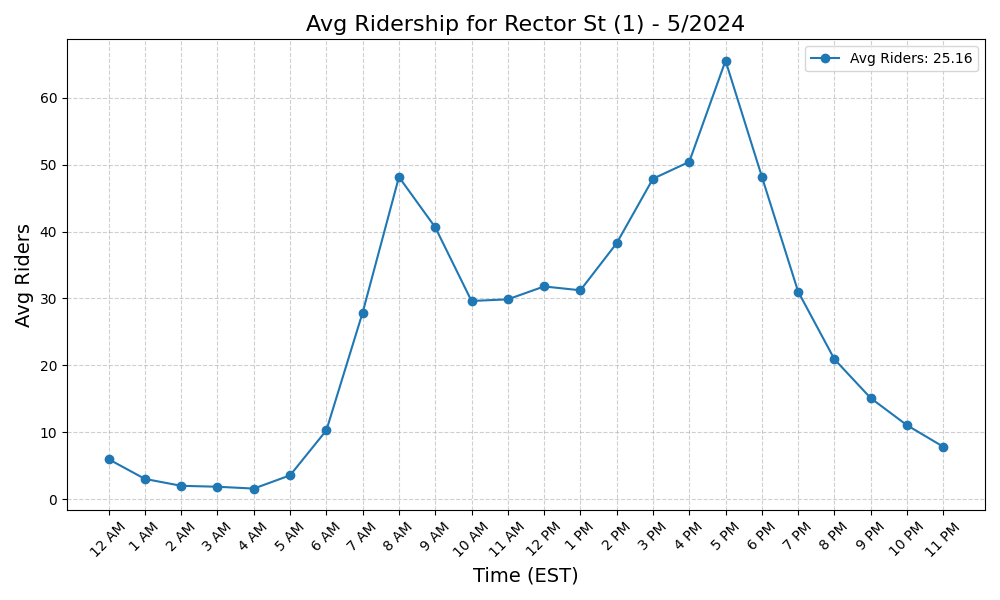 Avg Ridership for Rector St (1) - 5/2024
Avg Riders: 25.16
Avg Riders
60
50
40
30
20
10
0
12 AM
1 AM
2 AM
3 AM
4 AM
5 AM
6 AM
7 AM
8 AM
9 AM
10 AM
11 AM
12 PM
1 PM
2 PM
3 PM
4 PM
5 PM
6 PM
7 PM
8 PM
9 PM
10 PM
11 PM
Time (EST)